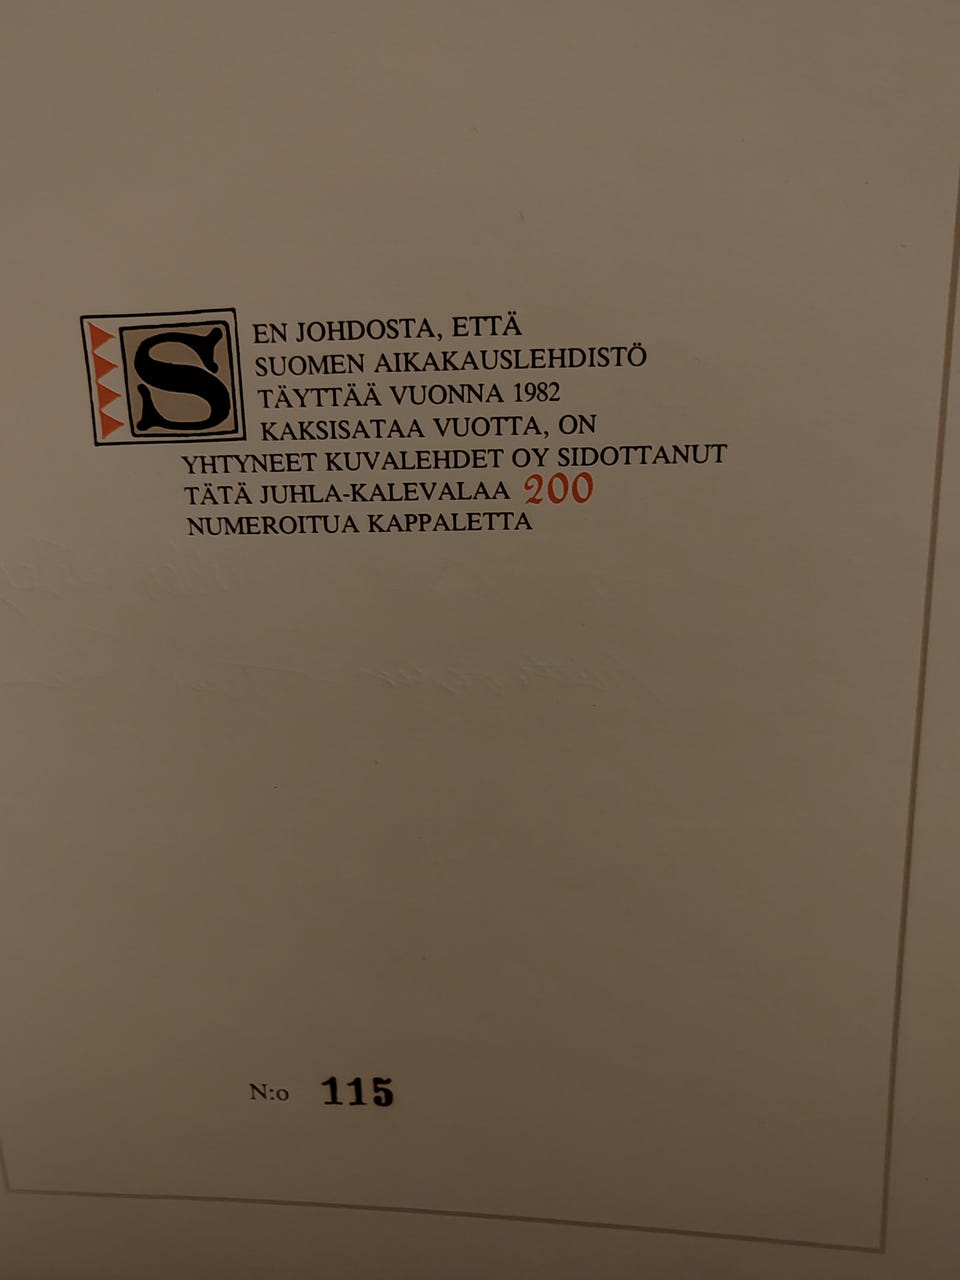 SEN JOHDOSTA, ETTÄ
SUOMEN AIKAKAUSLEHDISTÖ
TÄYTTÄÄ VUONNA 1982
KAKSISATAA VUOTTA, ON
YHTYNEET KUVALEHDET OY SIDOTTANUT
TÄTÄ JUHLA-KALEVALAA 200
NUMEROITUA KAPPALETTA
N:o 115